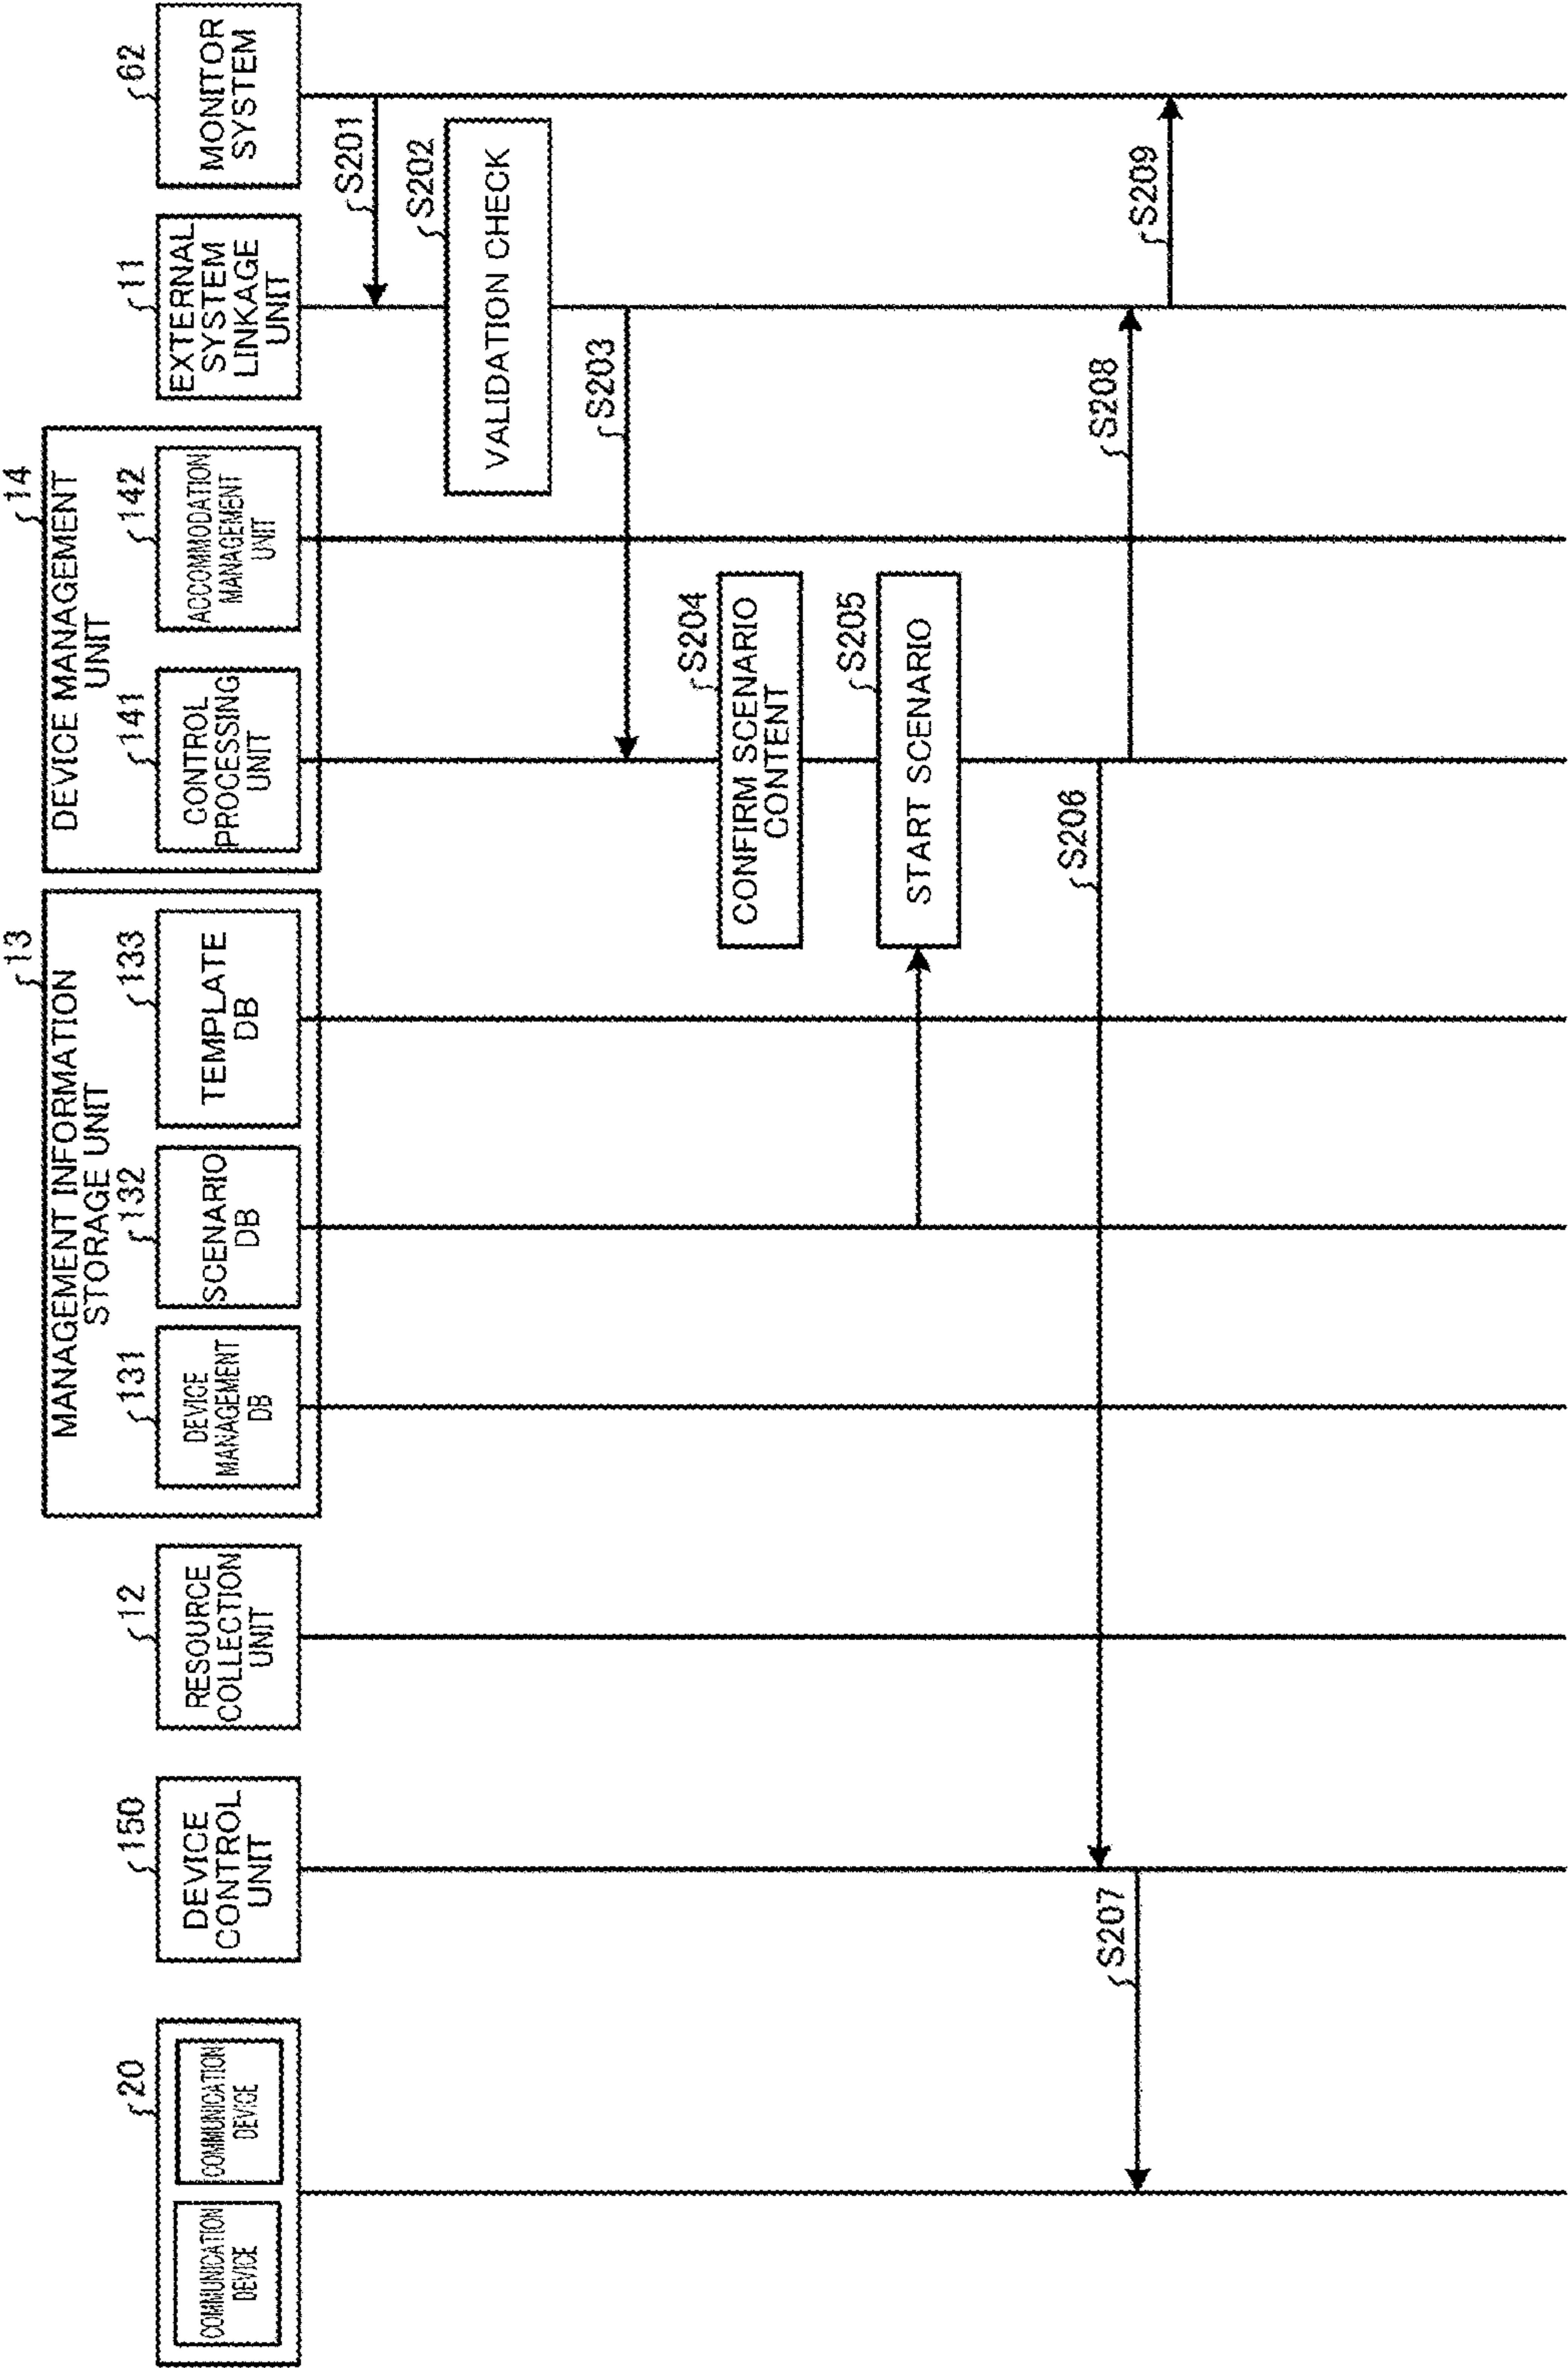 20
COMMUNICATION
DEVICE
COMMUNICATION
DEVICE
150
DEVICE
CONTROL
UNIT
12
RESOURCE
COLLECTION
UNIT
13
MANAGEMENT INFORMATION
STORAGE UNIT
131
DEVICE
MANAGEMENT
DB
132
SCENARIO
DB
133
TEMPLATE
DB
14
DEVICE MANAGEMENT
UNIT
141
CONTROL
PROCESSING
UNIT
142
ACCOMMODATION
MANAGEMENT
UNIT
11
EXTERNAL
SYSTEM
LINKAGE
UNIT
62
MONITOR
SYSTEM
S201
S202
VALIDATION CHECK
S203
S204
CONFIRM SCENARIO
CONTENT
S205
START SCENARIO
S206
S207
S208
S209